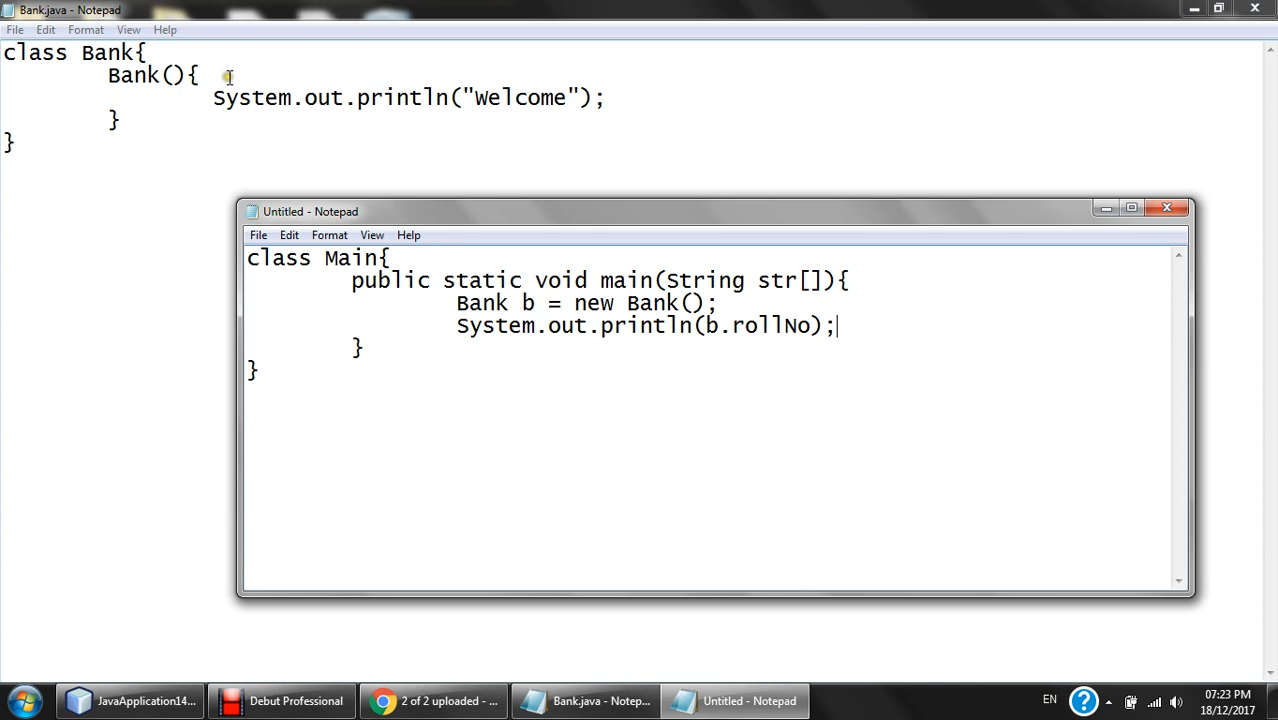 Bank.java - Notepad
File Edit Format View Help
class Bank{
Bank(){
System.out.println("Welcome");
}
}
Untitled - Notepad
File Edit Format View Help
class Main{
public static void main(String str[]){
Bank b = new Bank();
System.out.println(b.rollNo);
}
}
JavaApplication14... Debut Professional 2 of 2 uploaded - ... Bank.java - Notep... Untitled - Notepad EN 07:23 PM
18/12/2017